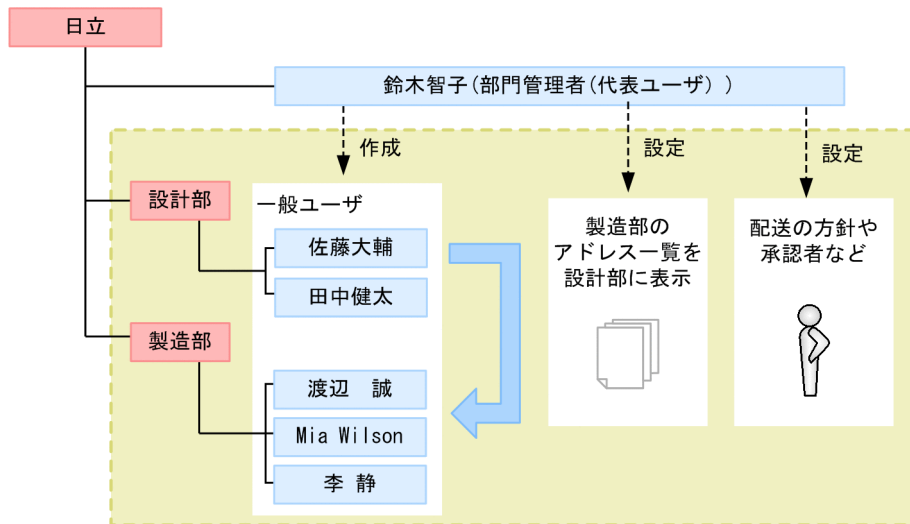 日立
鈴木智子(部門管理者(代表ユーザ))
作成
設定
設定
設計部
一般ユーザ
佐藤大輔
田中健太
製造部
渡辺 誠
Mia Wilson
李 静
製造部の
アドレス一覧を
設計部に表示
配送の方針や
承認者など